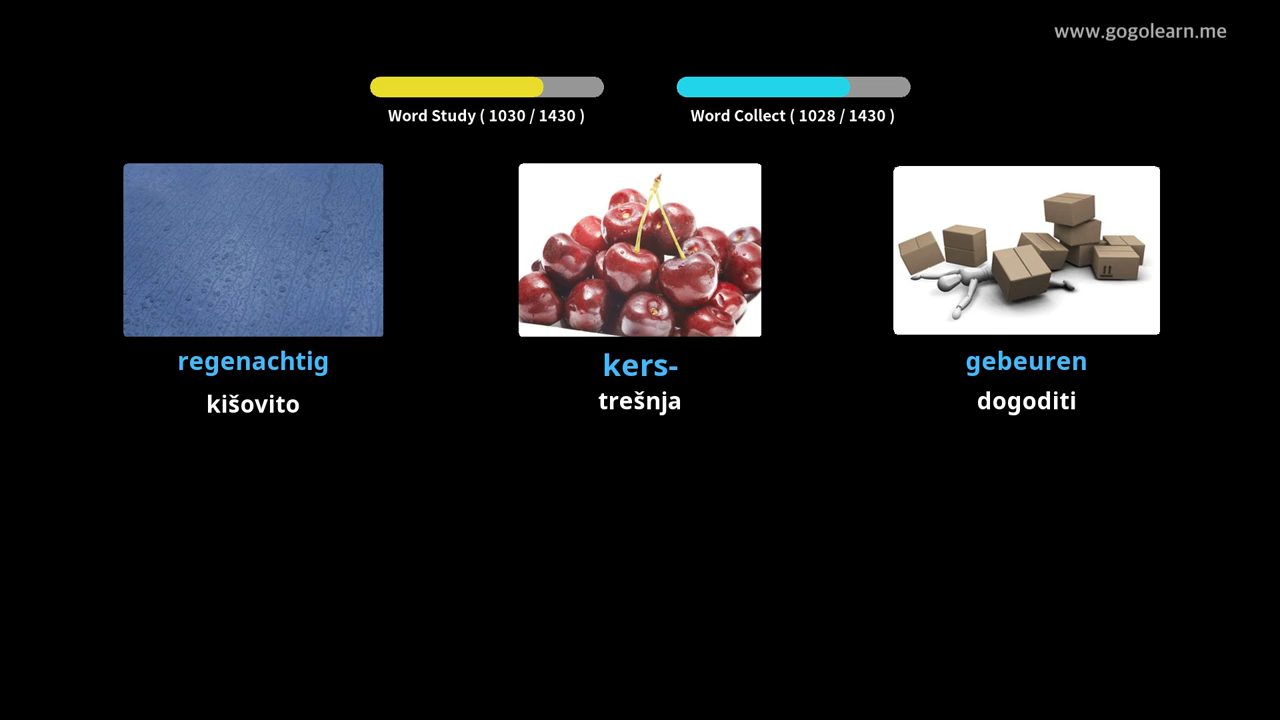 www.gogolearn.me
Word Study ( 1030 / 1430 )
Word Collect ( 1028 / 1430 )
regenachtig
kišovito
kers-
trešnja
gebeuren
dogoditi